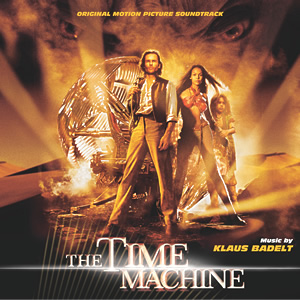 ORIGINAL MOTION PICTURE SOUNDTRACK
Music by
KLAUS BADELT
THE TIME
MACHINE